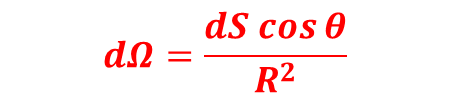 dΩ = dS cos θ / R²